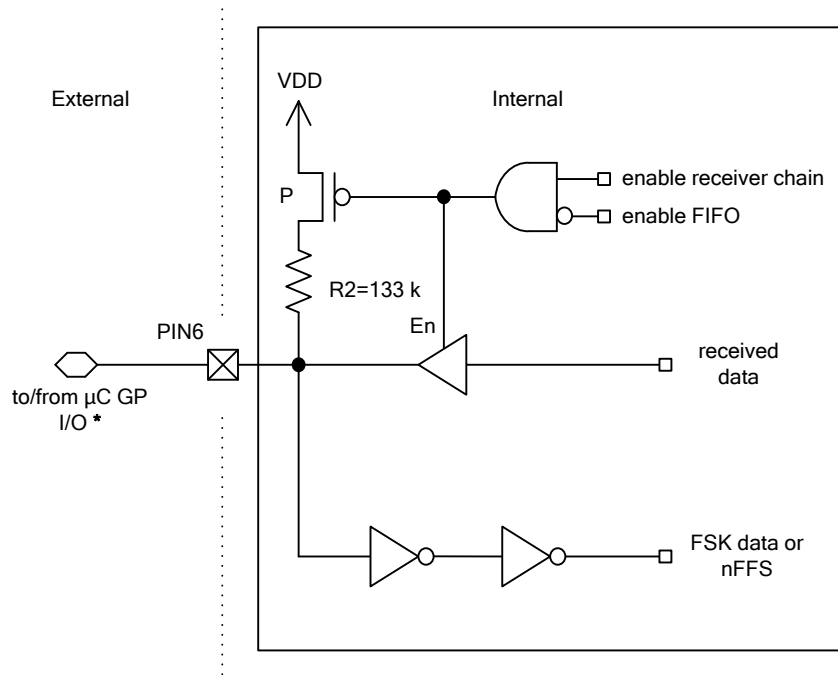 External
Internal
VDD
P
enable receiver chain
enable FIFO
R2=133 k
En
PIN6
received
data
to/from µC GP
I/O *
FSK data or
nFFS